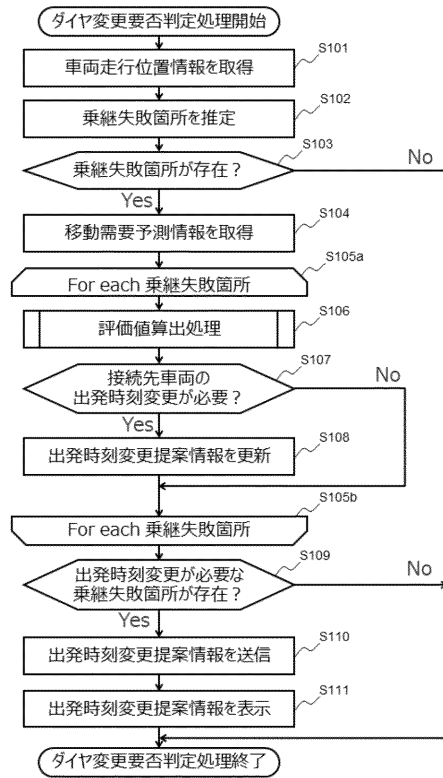 ダイヤ変更要否判定処理開始
S101
車両走行位置情報を取得
S102
乗継失敗箇所を推定
S103
乗継失敗箇所が存在？
No
Yes
S104
移動需要予測情報を取得
S105a
For each 乗継失敗箇所
S106
評価値算出処理
S107
接続先車両の
出発時刻変更が必要？
No
Yes
S108
出発時刻変更提案情報を更新
S105b
For each 乗継失敗箇所
S109
出発時刻変更が必要な
乗継失敗箇所が存在？
No
Yes
S110
出発時刻変更提案情報を送信
S111
出発時刻変更提案情報を表示
ダイヤ変更要否判定処理終了